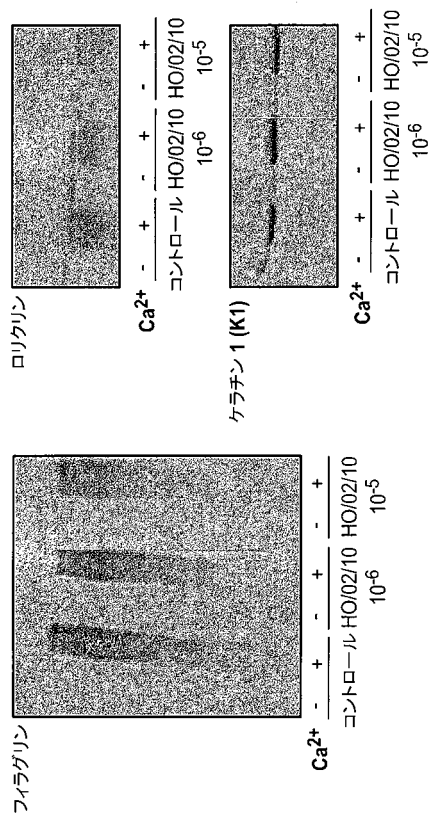 フィラグリン
Ca2+ - + - + - +
コントロール HO/02/10 HO/02/10
10-6 10-5
ロリクリン
Ca2+ - + - + - +
コントロール HO/02/10 HO/02/10
10-6 10-5
ケラチン 1 (K1)
Ca2+ - + - + - +
コントロール HO/02/10 HO/02/10
10-6 10-5